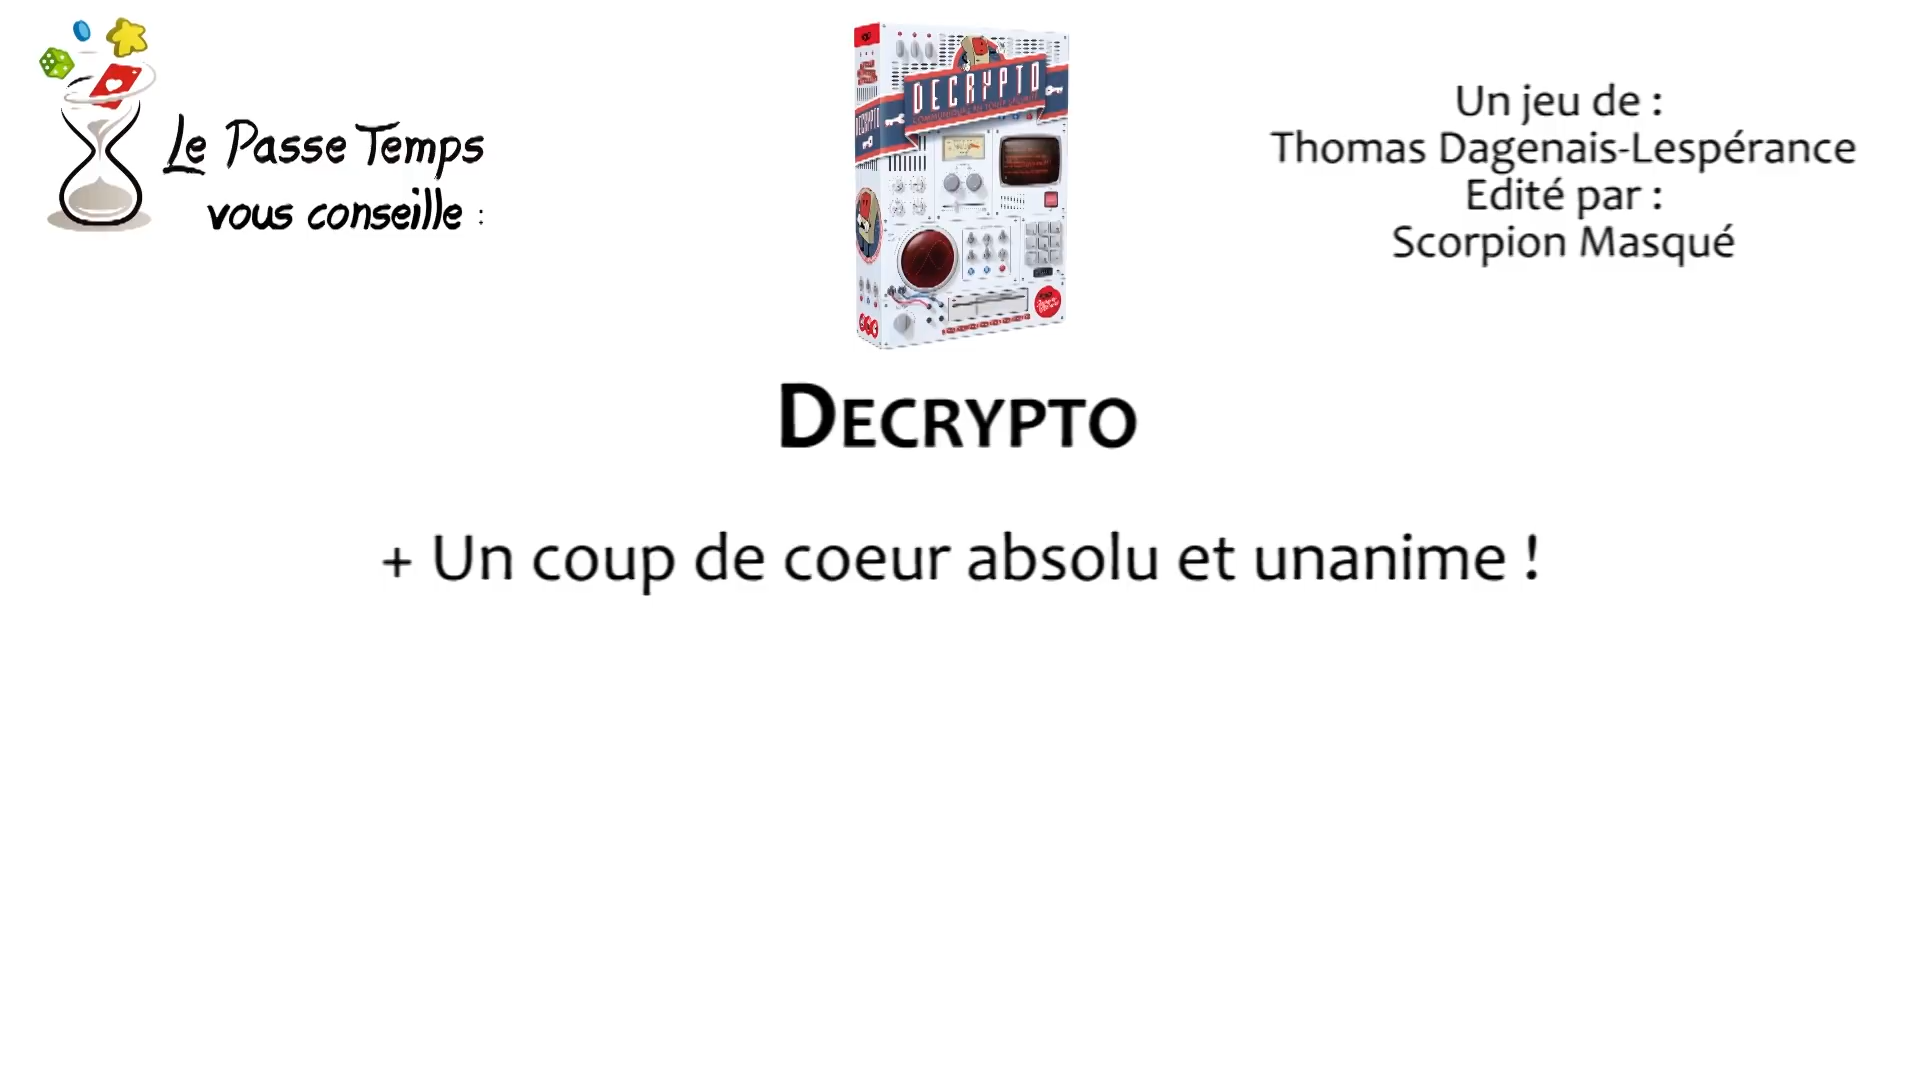 Le Passe Temps
vous conseille :
DECRYPTO
Un jeu de :
Thomas Dagenais-Lespérance
Edité par :
Scorpion Masqué
DECRYPTO
+ Un coup de coeur absolu et unanime !